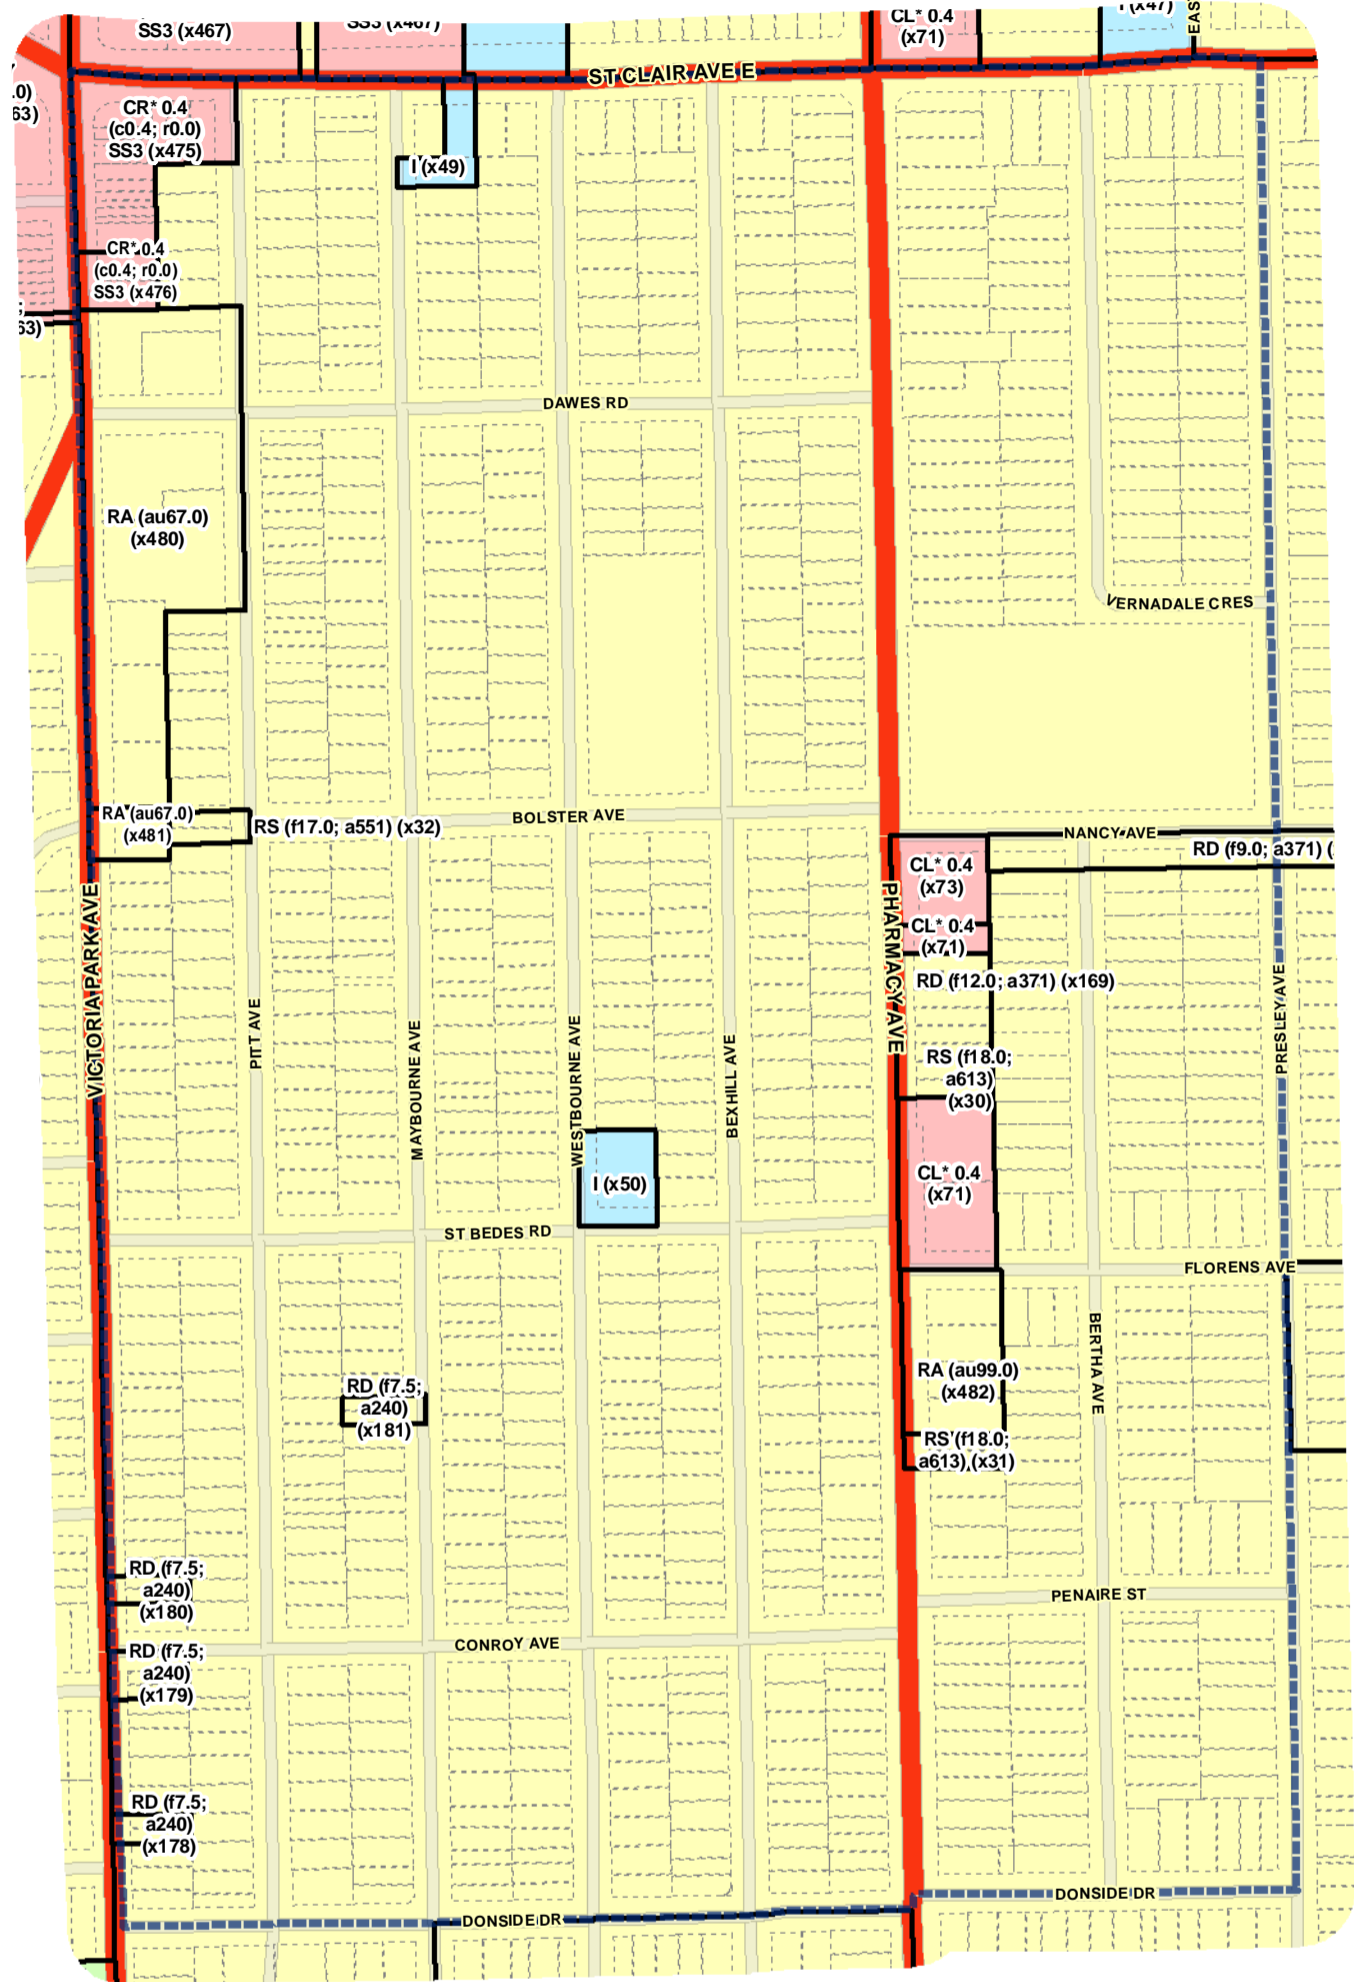 SS3 (x467)
SS3 (x467)
CL* 0.4
(x71)
I (x47)
EAS
ST CLAIR AVE E
.0)
63)
CR* 0.4
(c0.4; r0.0)
SS3 (x475)
I (x49)
CR* 0.4
(c0.4; r0.0)
SS3 (x476)
63)
DAWES RD
RA (au67.0)
(x480)
VERNADALE CRES
RA (au67.0)
(x481)
RS (f17.0; a551) (x32)
BOLSTER AVE
NANCY AVE
RD (f9.0; a371) (
CL* 0.4
(x73)
CL* 0.4
(x71)
RD (f12.0; a371) (x169)
VICTORIA PARK AVE
PITT AVE
MAYBOURNE AVE
WESTBOURNE AVE
BEXHILL AVE
PHARMACY AVE
PRESLEY AVE
RS (f18.0;
a613)
(x30)
CL* 0.4
(x71)
I (x50)
ST BEDES RD
FLORENS AVE
BERTHA AVE
RA (au99.0)
(x482)
RD (f7.5;
a240)
(x181)
RS (f18.0;
a613) (x31)
RD (f7.5;
a240)
(x180)
PENAIRE ST
CONROY AVE
RD (f7.5;
a240)
(x179)
RD (f7.5;
a240)
(x178)
DONSIDE DR
DONSIDE DR